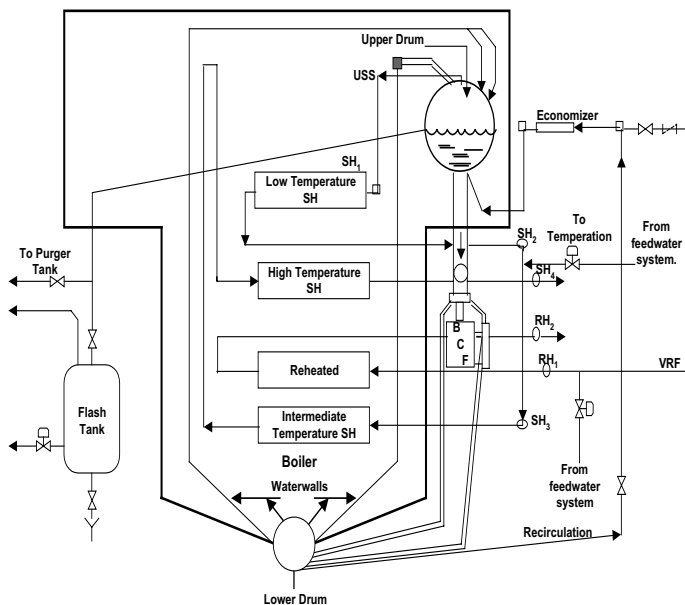 Upper Drum
USS
Economizer
SH1
Low Temperature
SH
To
Temperation
SH2
From
feedwater
system.
To Purger
Tank
High Temperature
SH
SH4
B
C
F
RH2
RH1
VRF
Reheated
Flash
Tank
Intermediate
Temperature SH
SH3
Boiler
Waterwalls
From
feedwater
system
Recirculation
Lower Drum